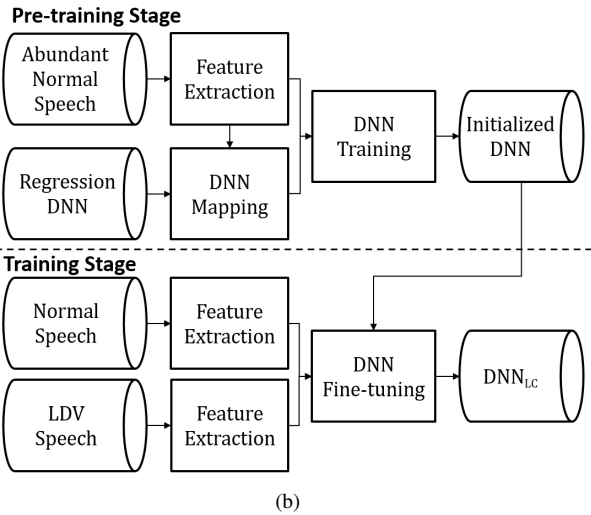 Pre-training Stage
Abundant
Normal
Speech
Feature
Extraction
DNN
Training
Initialized
DNN
Regression
DNN
DNN
Mapping
Training Stage
Normal
Speech
Feature
Extraction
DNN
Fine-tuning
DNN_LC
LDV
Speech
Feature
Extraction
(b)